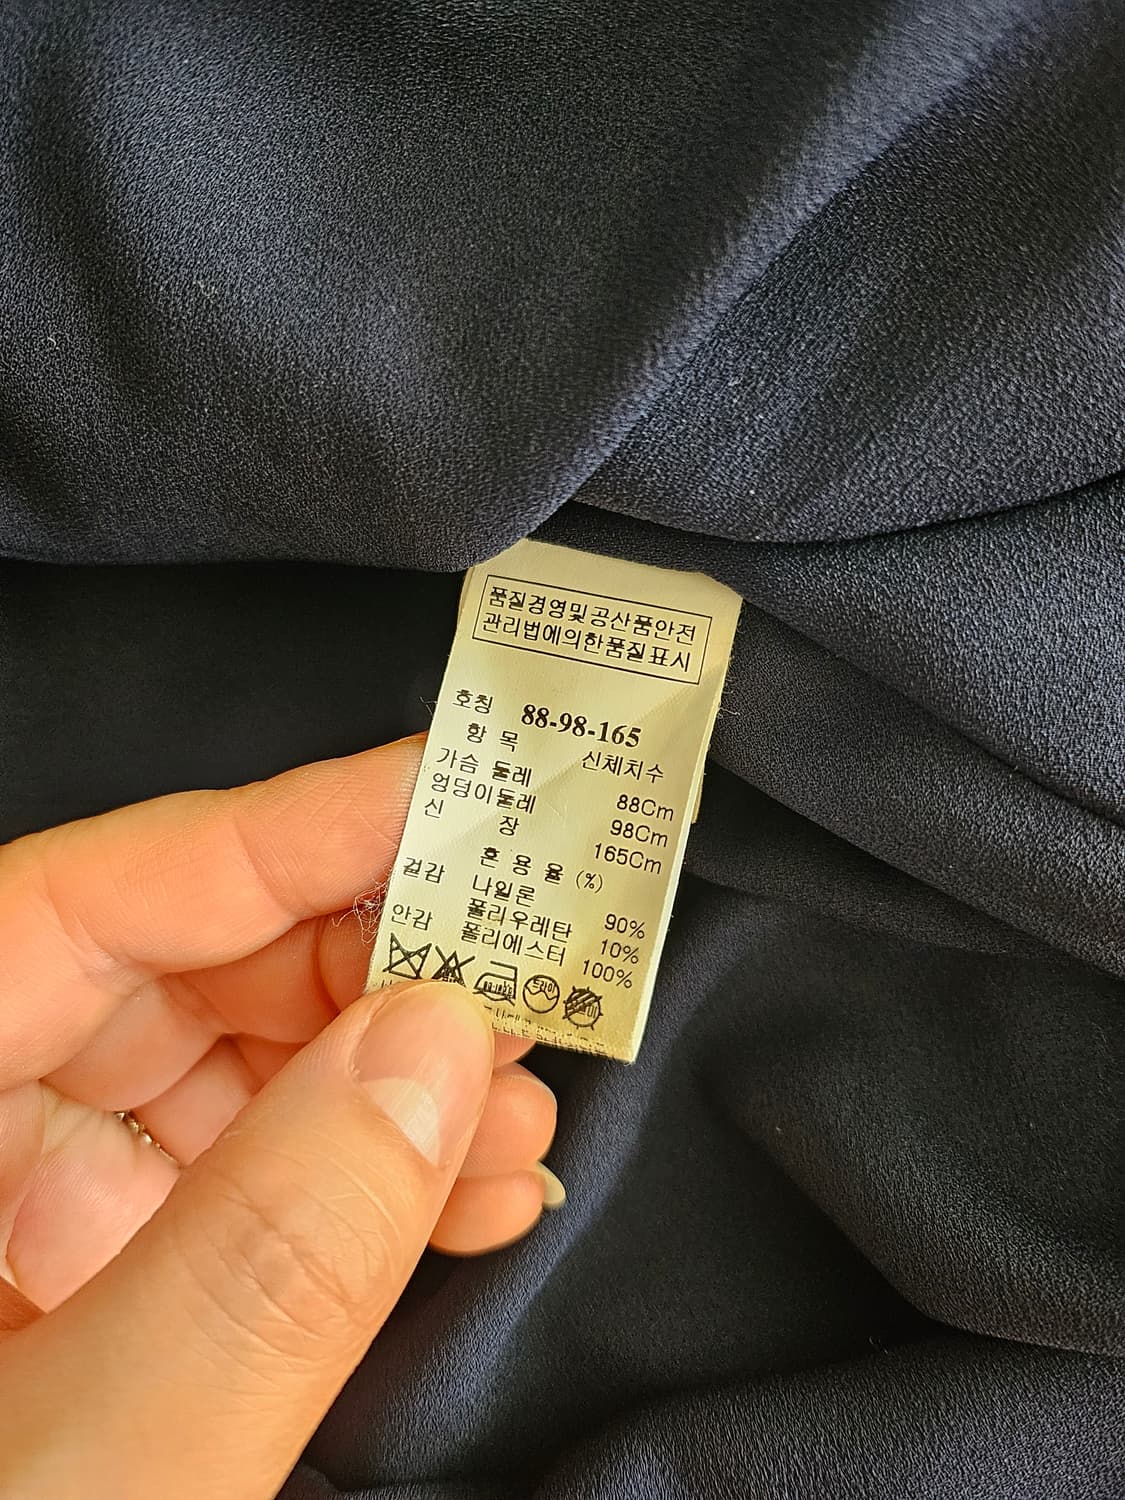 품질경영및공산품안전
관리법에의한품질표시
호칭 88-98-165
항 목 신체치수
가슴 둘레 88Cm
엉덩이둘레 98Cm
신 장 165Cm
혼 용 율 (%)
겉감 나일론 90%
폴리우레탄 10%
안감 폴리에스터 100%
드라이